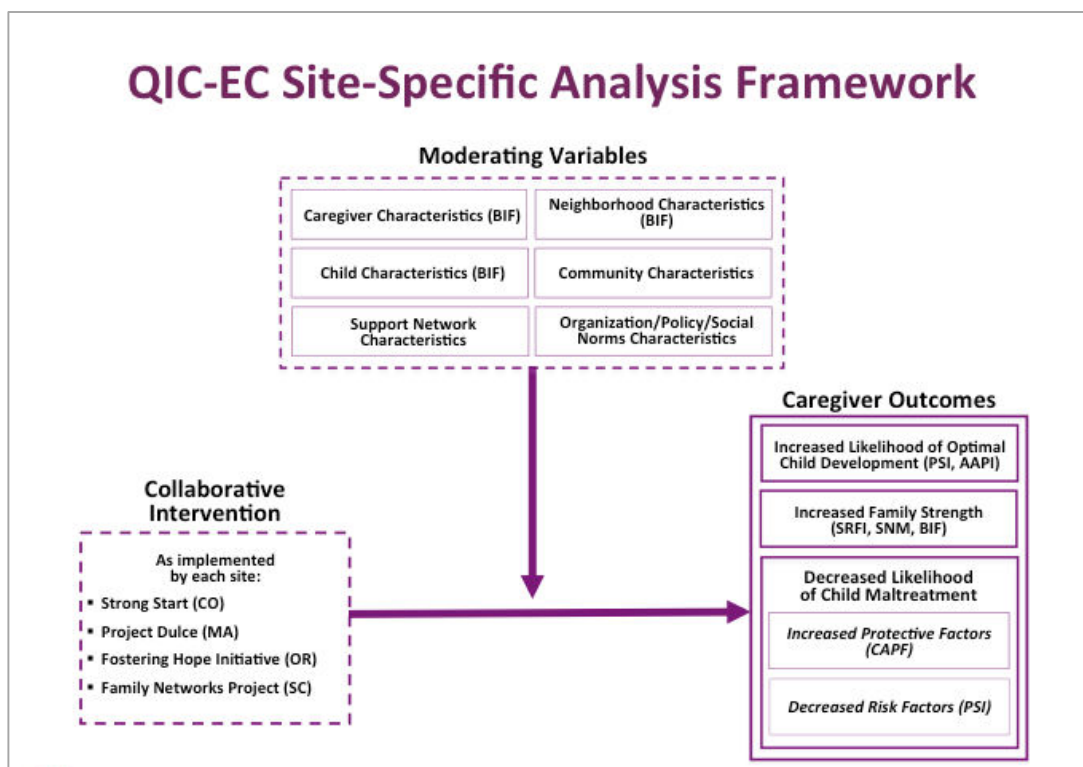 QIC-EC Site-Specific Analysis Framework
Moderating Variables
Caregiver Characteristics (BIF)
Neighborhood Characteristics
(BIF)
Child Characteristics (BIF)
Community Characteristics
Support Network
Characteristics
Organization/Policy/Social
Norms Characteristics
Collaborative
Intervention
As implemented
by each site:
▪ Strong Start (CO)
▪ Project Dulce (MA)
▪ Fostering Hope Initiative (OR)
▪ Family Networks Project (SC)
Caregiver Outcomes
Increased Likelihood of Optimal
Child Development (PSI, AAPI)
Increased Family Strength
(SRFI, SNM, BIF)
Decreased Likelihood
of Child Maltreatment
Increased Protective Factors
(CAPF)
Decreased Risk Factors (PSI)